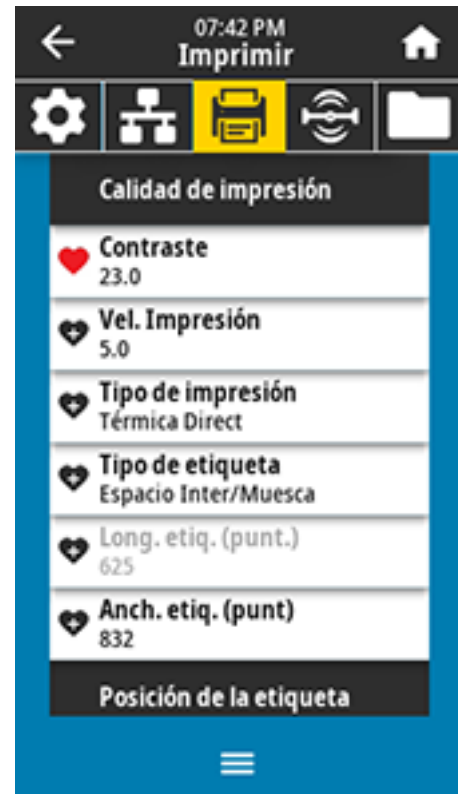 07:42 PM
Imprimir
Calidad de impresión
Contraste
23.0
Vel. Impresión
5.0
Tipo de impresión
Térmica Direct
Tipo de etiqueta
Espacio Inter/Muesca
Long. etiq. (punt.)
625
Anch. etiq. (punt)
832
Posición de la etiqueta